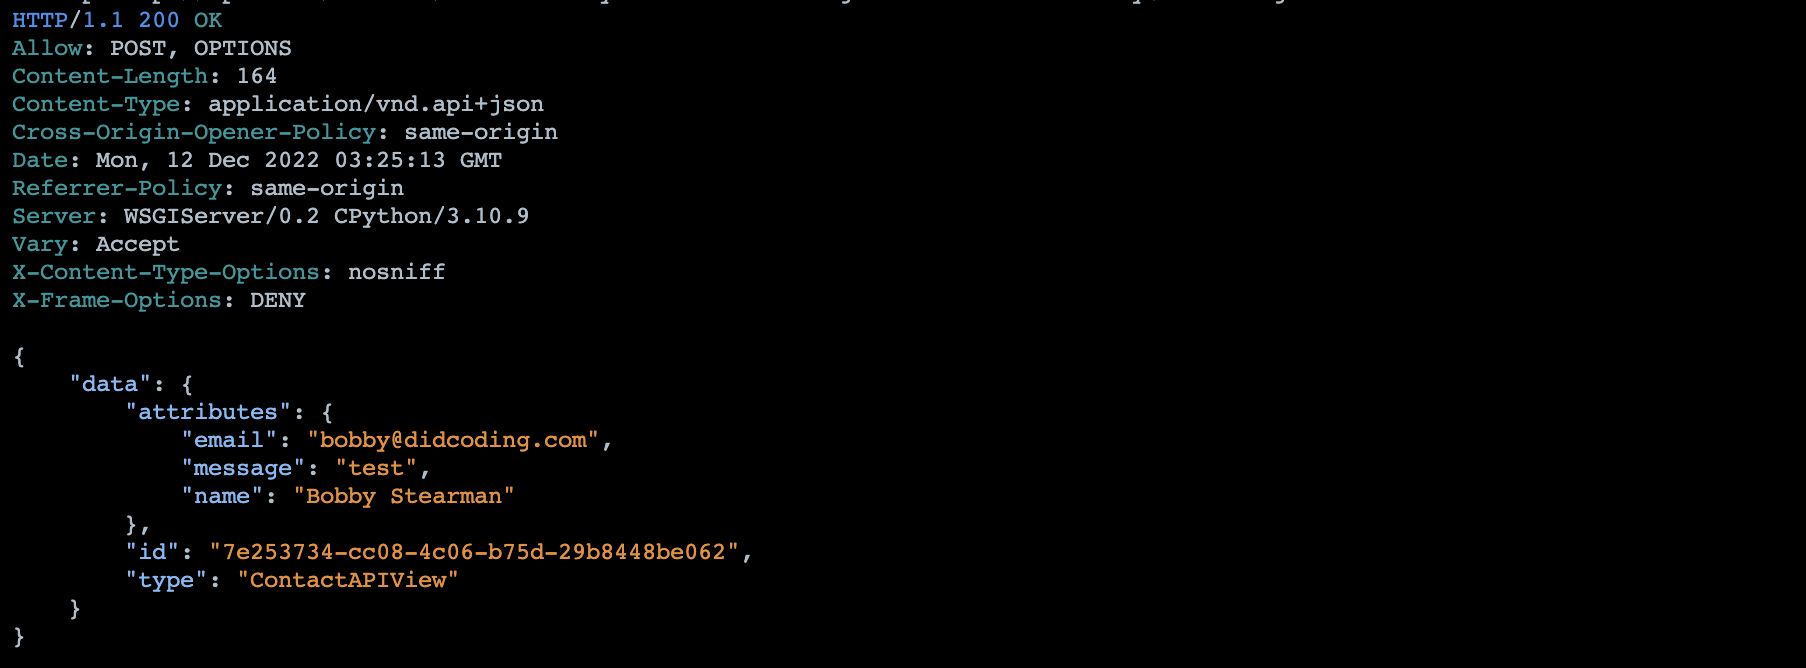 HTTP/1.1 200 OK
Allow: POST, OPTIONS
Content-Length: 164
Content-Type: application/vnd.api+json
Cross-Origin-Opener-Policy: same-origin
Date: Mon, 12 Dec 2022 03:25:13 GMT
Referrer-Policy: same-origin
Server: WSGIServer/0.2 CPython/3.10.9
Vary: Accept
X-Content-Type-Options: nosniff
X-Frame-Options: DENY
{
    "data": {
        "attributes": {
            "email": "bobby@didcoding.com",
            "message": "test",
            "name": "Bobby Stearman"
        },
        "id": "7e253734-cc08-4c06-b75d-29b8448be062",
        "type": "ContactAPIView"
    }
}